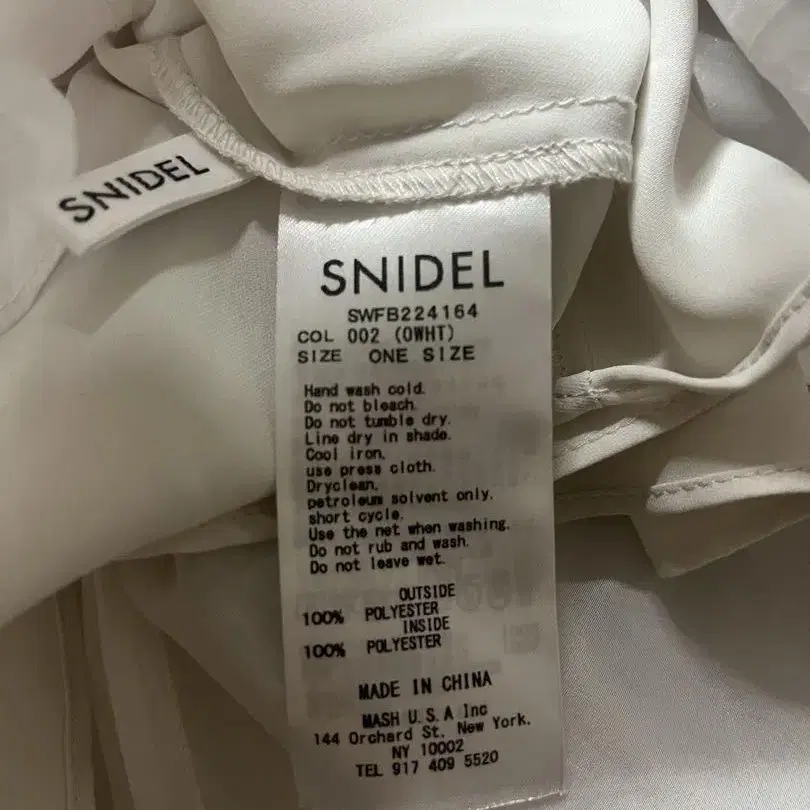 SNIDEL
SNIDEL
SWFB224164
COL 002 (OWHT)
SIZE ONE SIZE
Hand wash cold.
Do not bleach.
Do not tumble dry.
Line dry in shade.
Cool iron,
use press cloth.
Dryclean,
petroleum solvent only.
short cycle.
Use the net when washing.
Do not rub and wash.
Do not leave wet.
OUTSIDE
100% POLYESTER
INSIDE
100% POLYESTER
MADE IN CHINA
MASH U.S.A Inc
144 Orchard St, New York,
NY 10002
TEL 917 409 5520